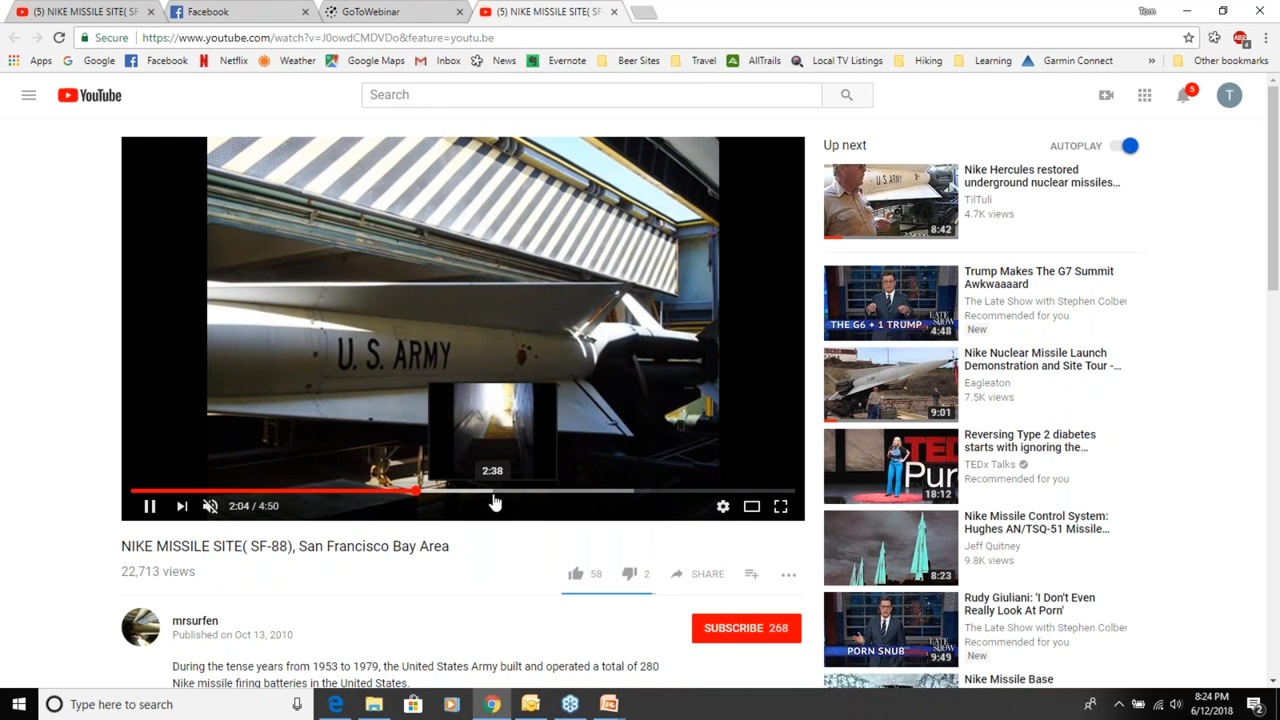 (5) NIKE MISSILE SITE( SF-
Facebook
GoToWebinar
(5) NIKE MISSILE SITE( SF-
Tom
Secure
https://www.youtube.com/watch?v=J0owdCMDVDo&feature=youtu.be
Apps
Google
Facebook
Netflix
Weather
Google Maps
Inbox
News
Evernote
Beer Sites
Travel
AllTrails
Local TV Listings
Hiking
Learning
Garmin Connect
»
Other bookmarks
YouTube
Search
5
T
U.S. ARMY
2:38
2:04 / 4:50
NIKE MISSILE SITE( SF-88), San Francisco Bay Area
22,713 views
58
2
SHARE
mrsurfen
Published on Oct 13, 2010
SUBSCRIBE 268
During the tense years from 1953 to 1979, the United States Army built and operated a total of 280
Nike missile firing batteries in the United States.
Up next
AUTOPLAY
U.S. ARMY
8:42
Nike Hercules restored
underground nuclear missiles...
TilTuli
4.7K views
THE G6 + 1 TRUMP
LATE SHOW
4:48
Trump Makes The G7 Summit
Awkwaaaard
The Late Show with Stephen Colber
Recommended for you
New
9:01
Nike Nuclear Missile Launch
Demonstration and Site Tour -...
Eagleaton
7.5K views
TED
Pur
18:12
Reversing Type 2 diabetes
starts with ignoring the...
TEDx Talks
Recommended for you
8:23
Nike Missile Control System:
Hughes AN/TSQ-51 Missile...
Jeff Quitney
9.8K views
PORN SNUB
LATE SHOW
9:49
Rudy Giuliani: 'I Don't Even
Really Look At Porn'
The Late Show with Stephen Colber
Recommended for you
New
Nike Missile Base
Type here to search
8:24 PM
6/12/2018
2